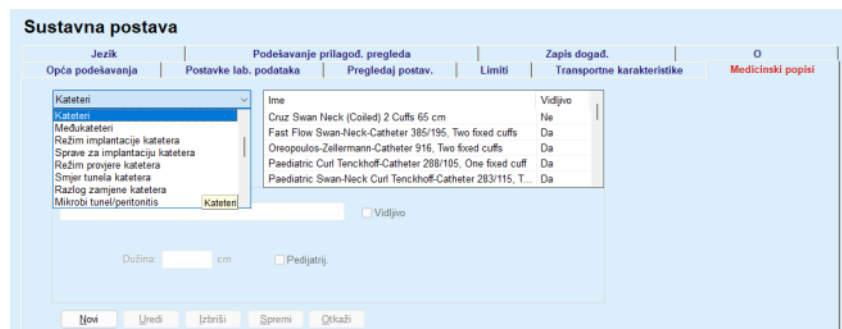 Sustavna postava
Jezik Podešavanje prilagođ. pregleda Zapis događ. O
Opća podešavanja Postavke lab. podataka Pregledaj postav. Limiti Transportne karakteristike Medicinski popisi
Kateteri
Ime Vidljivo
Kateteri
Cruz Swan Neck (Coiled) 2 Cuffs 65 cm Ne
Međukateteri
Fast Flow Swan-Neck-Catheter 385/195, Two fixed cuffs Da
Režim implantacije katetera
Sprave za implantaciju katetera
Oreopoulos-Zellermann-Catheter 916, Two fixed cuffs Da
Režim provjere katetera
Paediatric Curl Tenckhoff-Catheter 288/105, One fixed cuff Da
Smjer tunela katetera
Paediatric Swan-Neck Curl Tenckhoff-Catheter 283/115, T... Da
Razlog zamjene katetera
Mikrobi tunel/peritonitis
Kateteri
Vidljivo
Dužina: cm Pedijatrij.
Novi Uredi Izbriši Spremi Otkaži